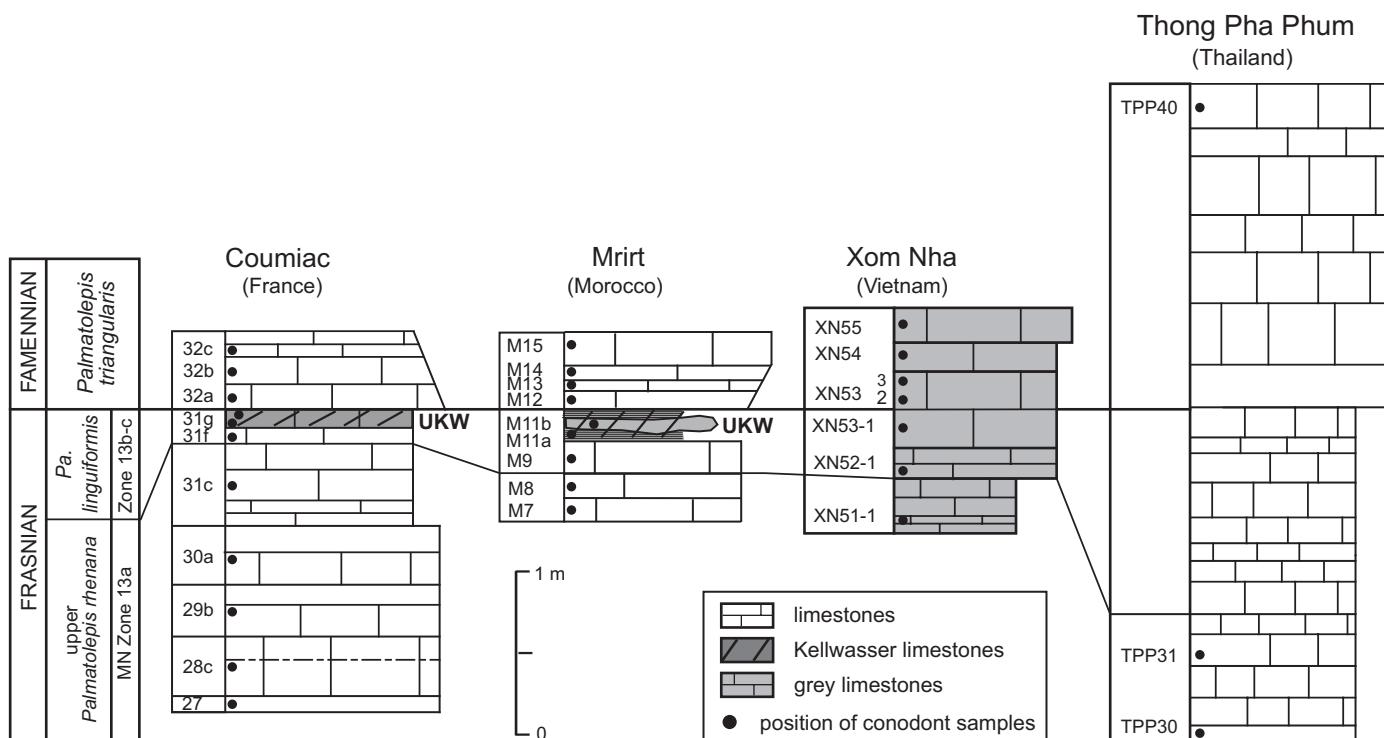 Thong Pha Phum
(Thailand)
Coumiac
(France)
Mrirt
(Morocco)
Xom Nha
(Vietnam)
FAMENNIAN
Palmatolepis
triangularis
FRASNIAN
Pa.
linguiformis
Zone 13b-c
upper
Palmatolepis rhenana
MN Zone 13a
32c
32b
32a
31g
31f
31c
30a
29b
28c
27
UKW
M15
M14
M13
M12
M11b
M11a
M9
M8
M7
UKW
XN55
XN54
3
XN53
2
XN53-1
XN52-1
XN51-1
TPP40
TPP31
TPP30
1 m
0
limestones
Kellwasser limestones
grey limestones
position of conodont samples